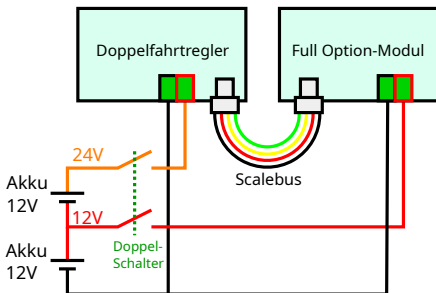 Doppelfahrtregler
Full Option-Modul
24V
Scalebus
Akku
12V
12V
Doppel-
Schalter
Akku
12V